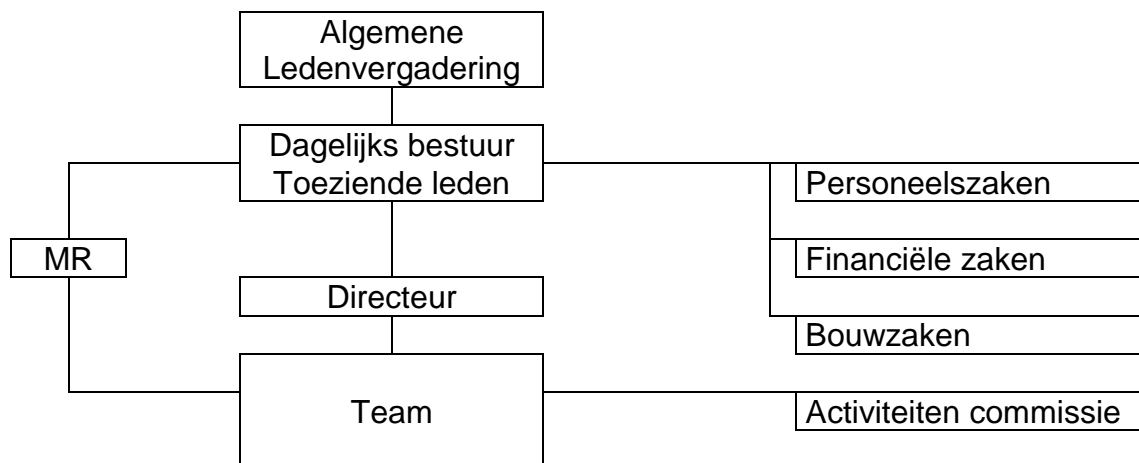 Algemene
Ledenvergadering
Dagelijks bestuur
Toeziende leden
Personeelszaken
MR
Financiële zaken
Directeur
Bouwzaken
Team
Activiteiten commissie